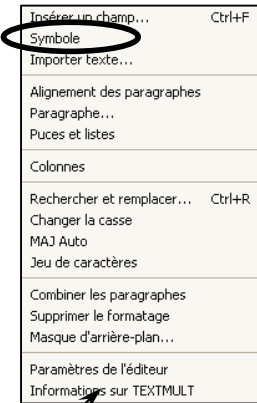 Insérer un champ... Ctrl+F
Symbole
Importer texte...
Alignement des paragraphes
Paragraphe...
Puces et listes
Colonnes
Rechercher et remplacer... Ctrl+R
Changer la casse
MAJ Auto
Jeu de caractères
Combiner les paragraphes
Supprimer le formatage
Masque d'arrière-plan...
Paramètres de l'éditeur
Informations sur TEXTMULT